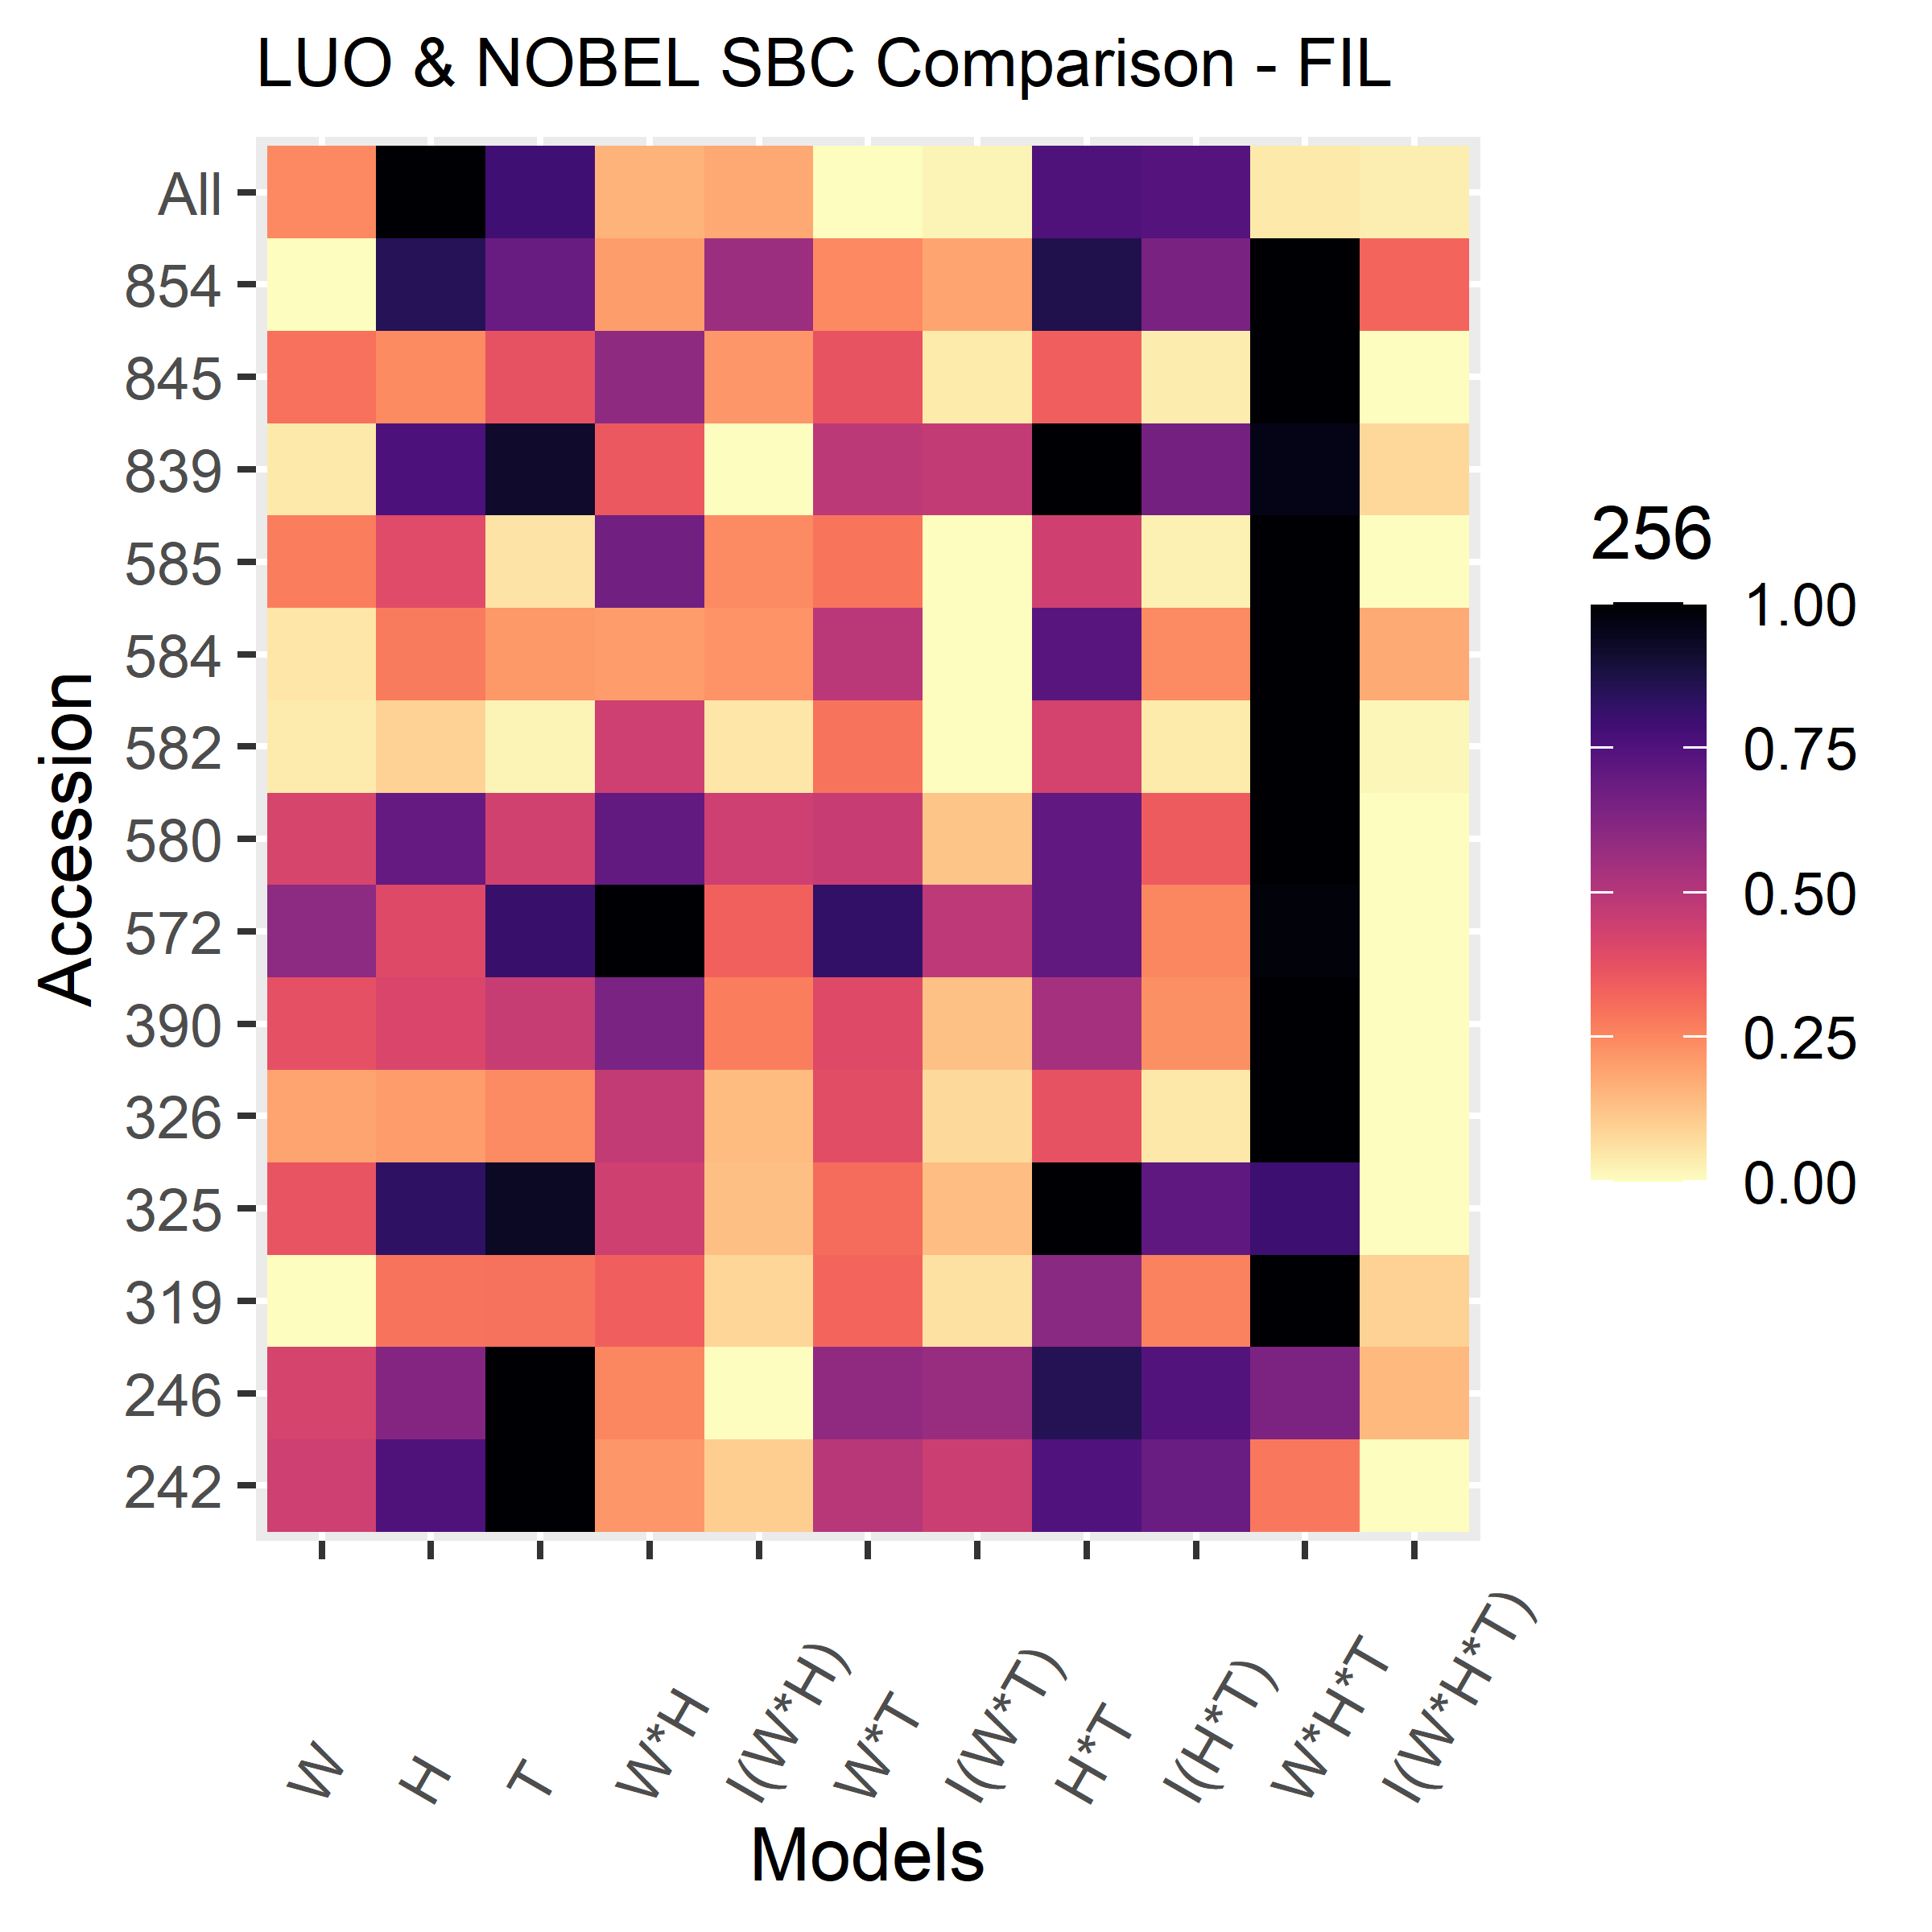 LUO & NOBEL SBC Comparison - FIL
All
854
845
839
585
584
582
580
572
390
326
325
319
246
242
Accession
W
H
T
W*H
I(W*H)
W*T
I(W*T)
H*T
I(H*T)
W*H*T
I(W*H*T)
Models
256
1.00
0.75
0.50
0.25
0.00